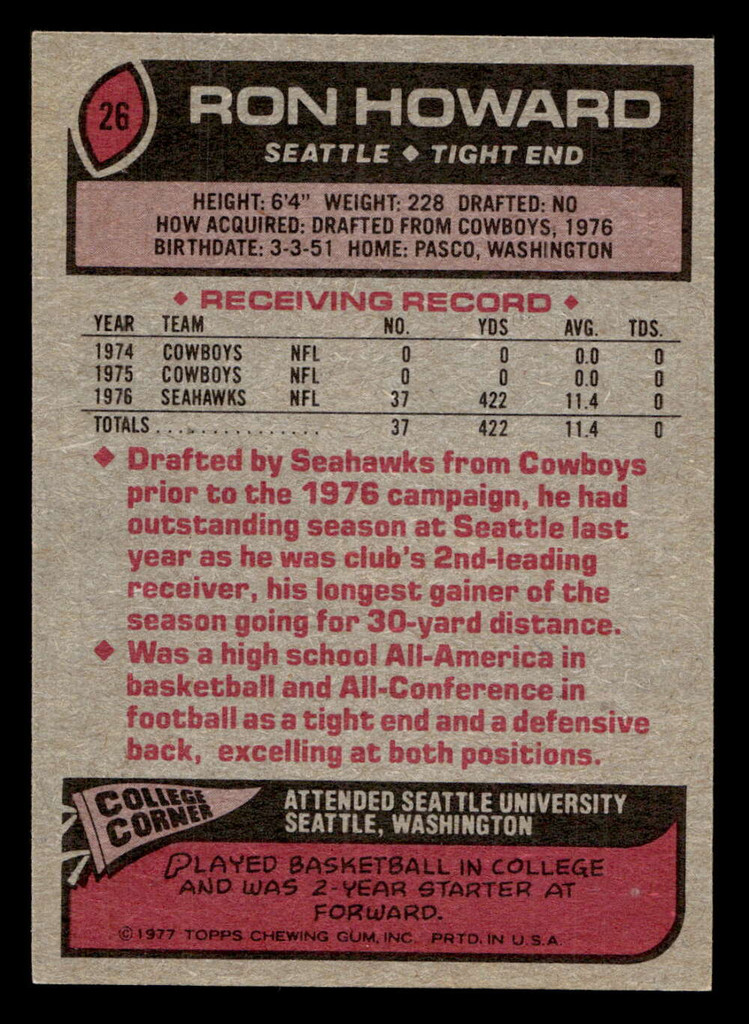 26
RON HOWARD
SEATTLE ◆ TIGHT END
HEIGHT: 6'4" WEIGHT: 228 DRAFTED: NO
HOW ACQUIRED: DRAFTED FROM COWBOYS, 1976
BIRTHDATE: 3-3-51 HOME: PASCO, WASHINGTON
◆ RECEIVING RECORD ◆
YEAR TEAM NO. YDS AVG. TDS.
1974 COWBOYS NFL 0 0 0.0 0
1975 COWBOYS NFL 0 0 0.0 0
1976 SEAHAWKS NFL 37 422 11.4 0
TOTALS................ 37 422 11.4 0
◆ Drafted by Seahawks from Cowboys
prior to the 1976 campaign, he had
outstanding season at Seattle last
year as he was club's 2nd-leading
receiver, his longest gainer of the
season going for 30-yard distance.
◆ Was a high school All-America in
basketball and All-Conference in
football as a tight end and a defensive
back, excelling at both positions.
COLLEGE
CORNER
ATTENDED SEATTLE UNIVERSITY
SEATTLE, WASHINGTON
PLAYED BASKETBALL IN COLLEGE
AND WAS 2-YEAR STARTER AT
FORWARD.
©1977 TOPPS CHEWING GUM, INC. PRTD. IN U.S.A.